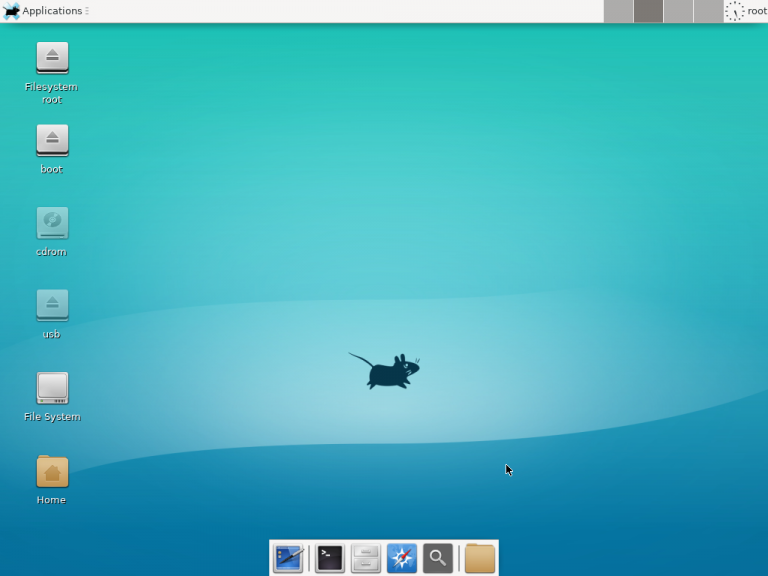 Applications
root
Filesystem
root
boot
cdrom
usb
File System
Home